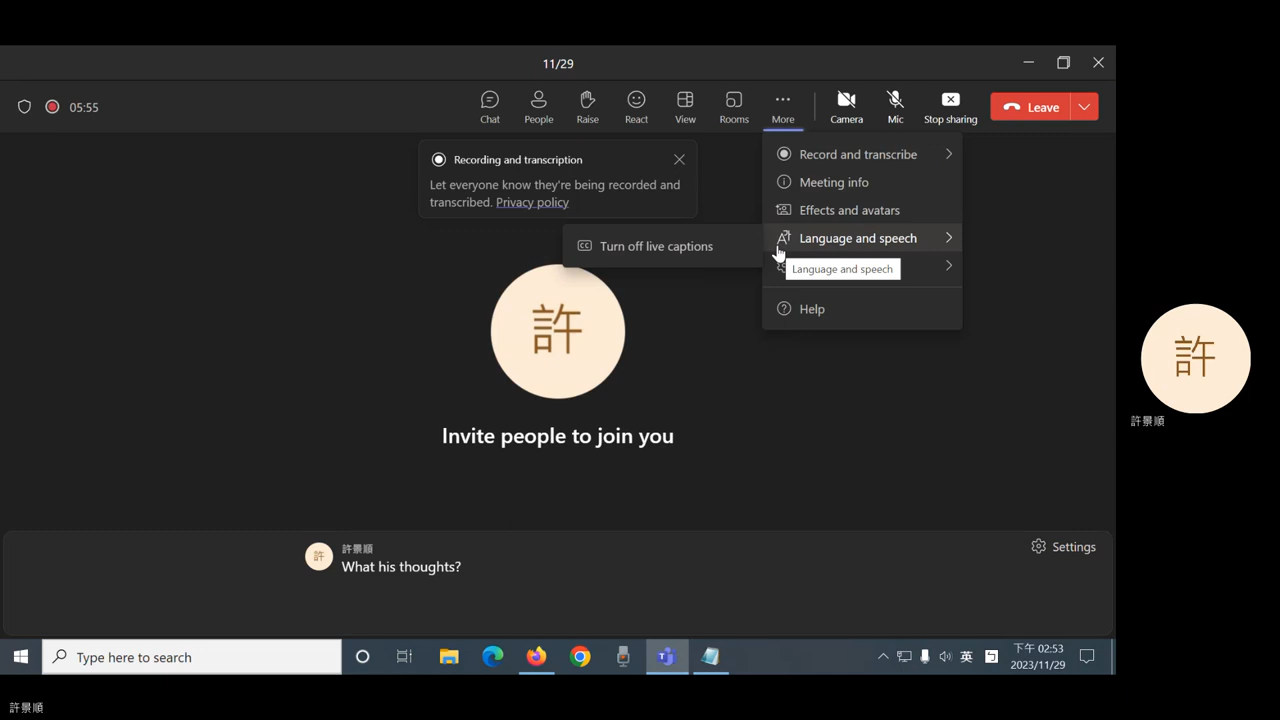 11/29
05:55
Chat
People
Raise
React
View
Rooms
More
Camera
Mic
Stop sharing
Leave
Recording and transcription
Let everyone know they're being recorded and
transcribed. Privacy policy
Record and transcribe
Meeting info
Effects and avatars
Language and speech
Turn off live captions
Language and speech
Help
許
Invite people to join you
許
許景順
許
許景順
What his thoughts?
Settings
Type here to search
英
下午 02:53
2023/11/29
許景順